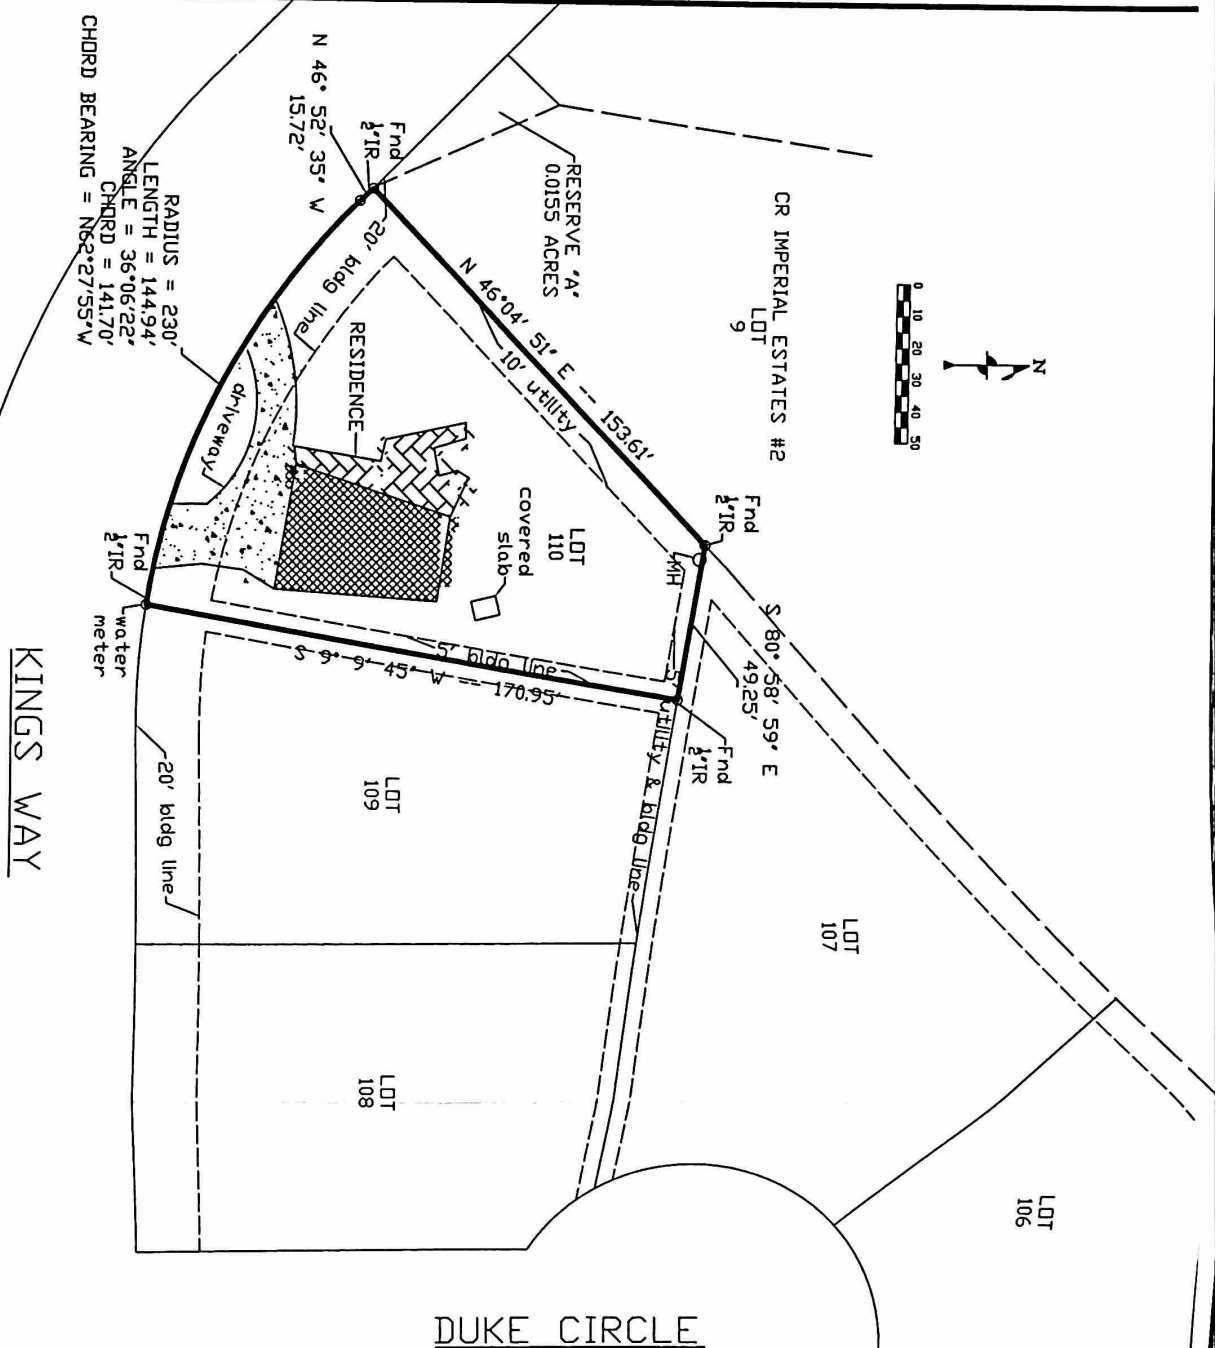 N
0 10 20 30 40 50
CR IMPERIAL ESTATES #2
LOT
9
RESERVE "A"
0.0155 ACRES
N 46° 52' 35" W
15.72'
Fnd
½"IR
N 46°04' 51" E -- 153.61'
10' utility
20' bldg line
RESIDENCE
driveway
RADIUS = 230'
LENGTH = 144.94'
ANGLE = 36°06'22"
CHORD = 141.70'
CHORD BEARING = N62°27'55"W
covered
slab
LOT
110
MH
Fnd
½"IR
S 80° 58' 59" E
49.25'
Fnd
½"IR
5' bldg line
S 9° 9' 45" W -- 170.95'
Fnd
½"IR
water
meter
5' utility & bldg line
20' bldg line
LOT
109
LOT
108
LOT
107
LOT
106
KINGS WAY
DUKE CIRCLE